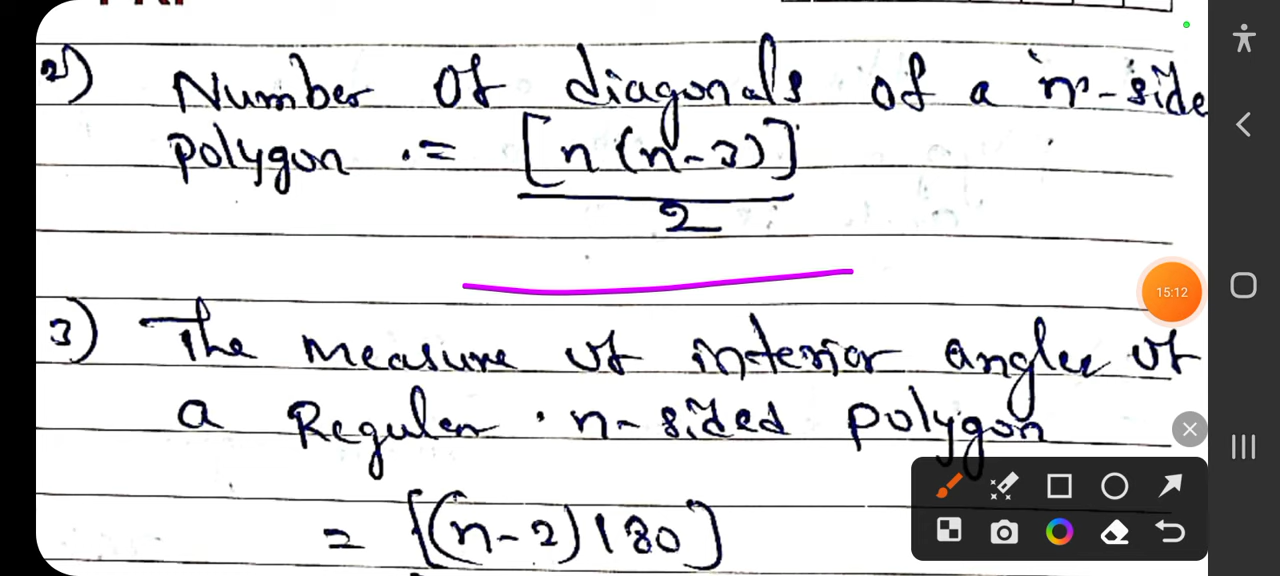 2) Number of diagonals of a n-side
polygon = [n(n-3)]
2
15:12
3) The measure of interior angles of
a Regular n-sided polygon
= [(n-2)180]